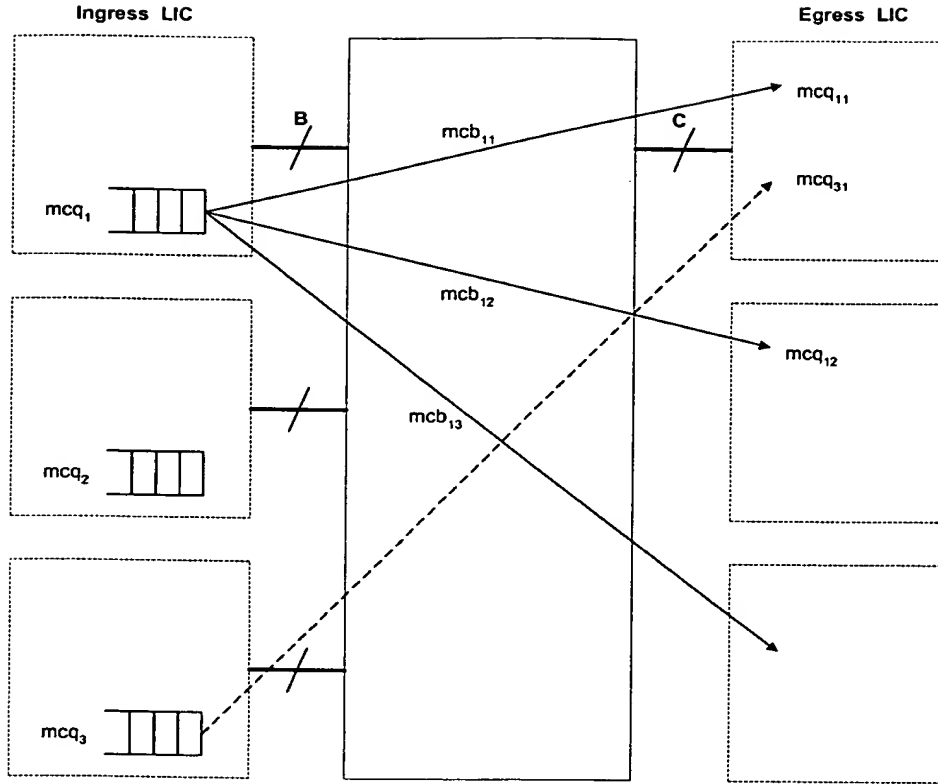 Ingress LIC
Egress LIC
B
C
mcq₁₁
mcb₁₁
mcq₃₁
mcq₁
mcb₁₂
mcq₁₂
mcb₁₃
mcq₂
mcq₃